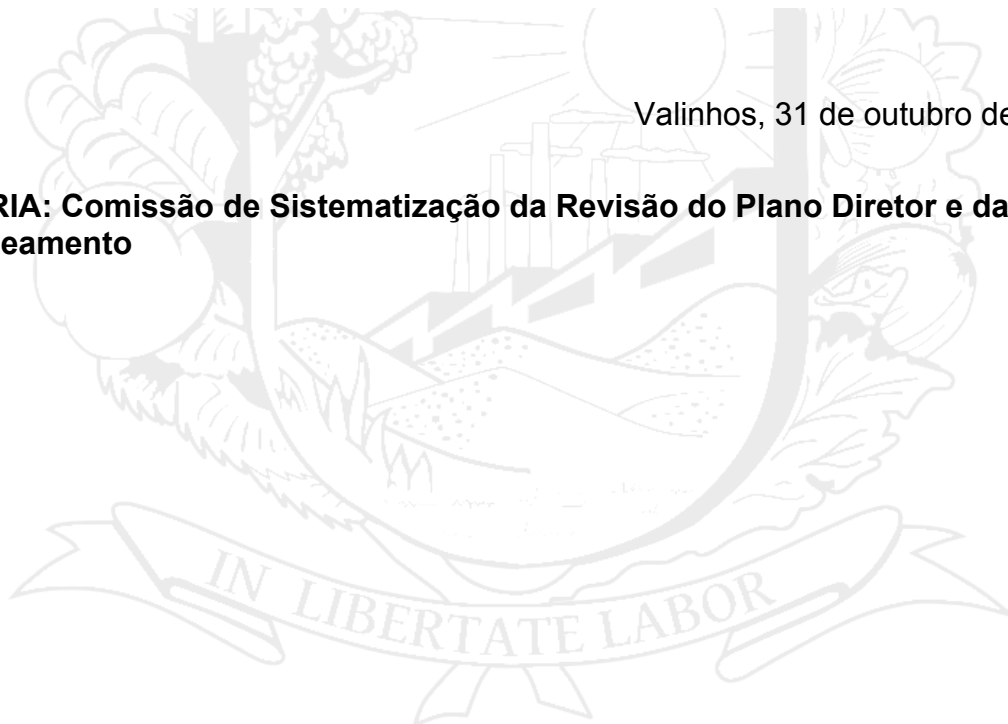 Valinhos, 31 de outubro de
RIA: Comissão de Sistematização da Revisão do Plano Diretor e da
eamento
IN LIBERTATE LABOR